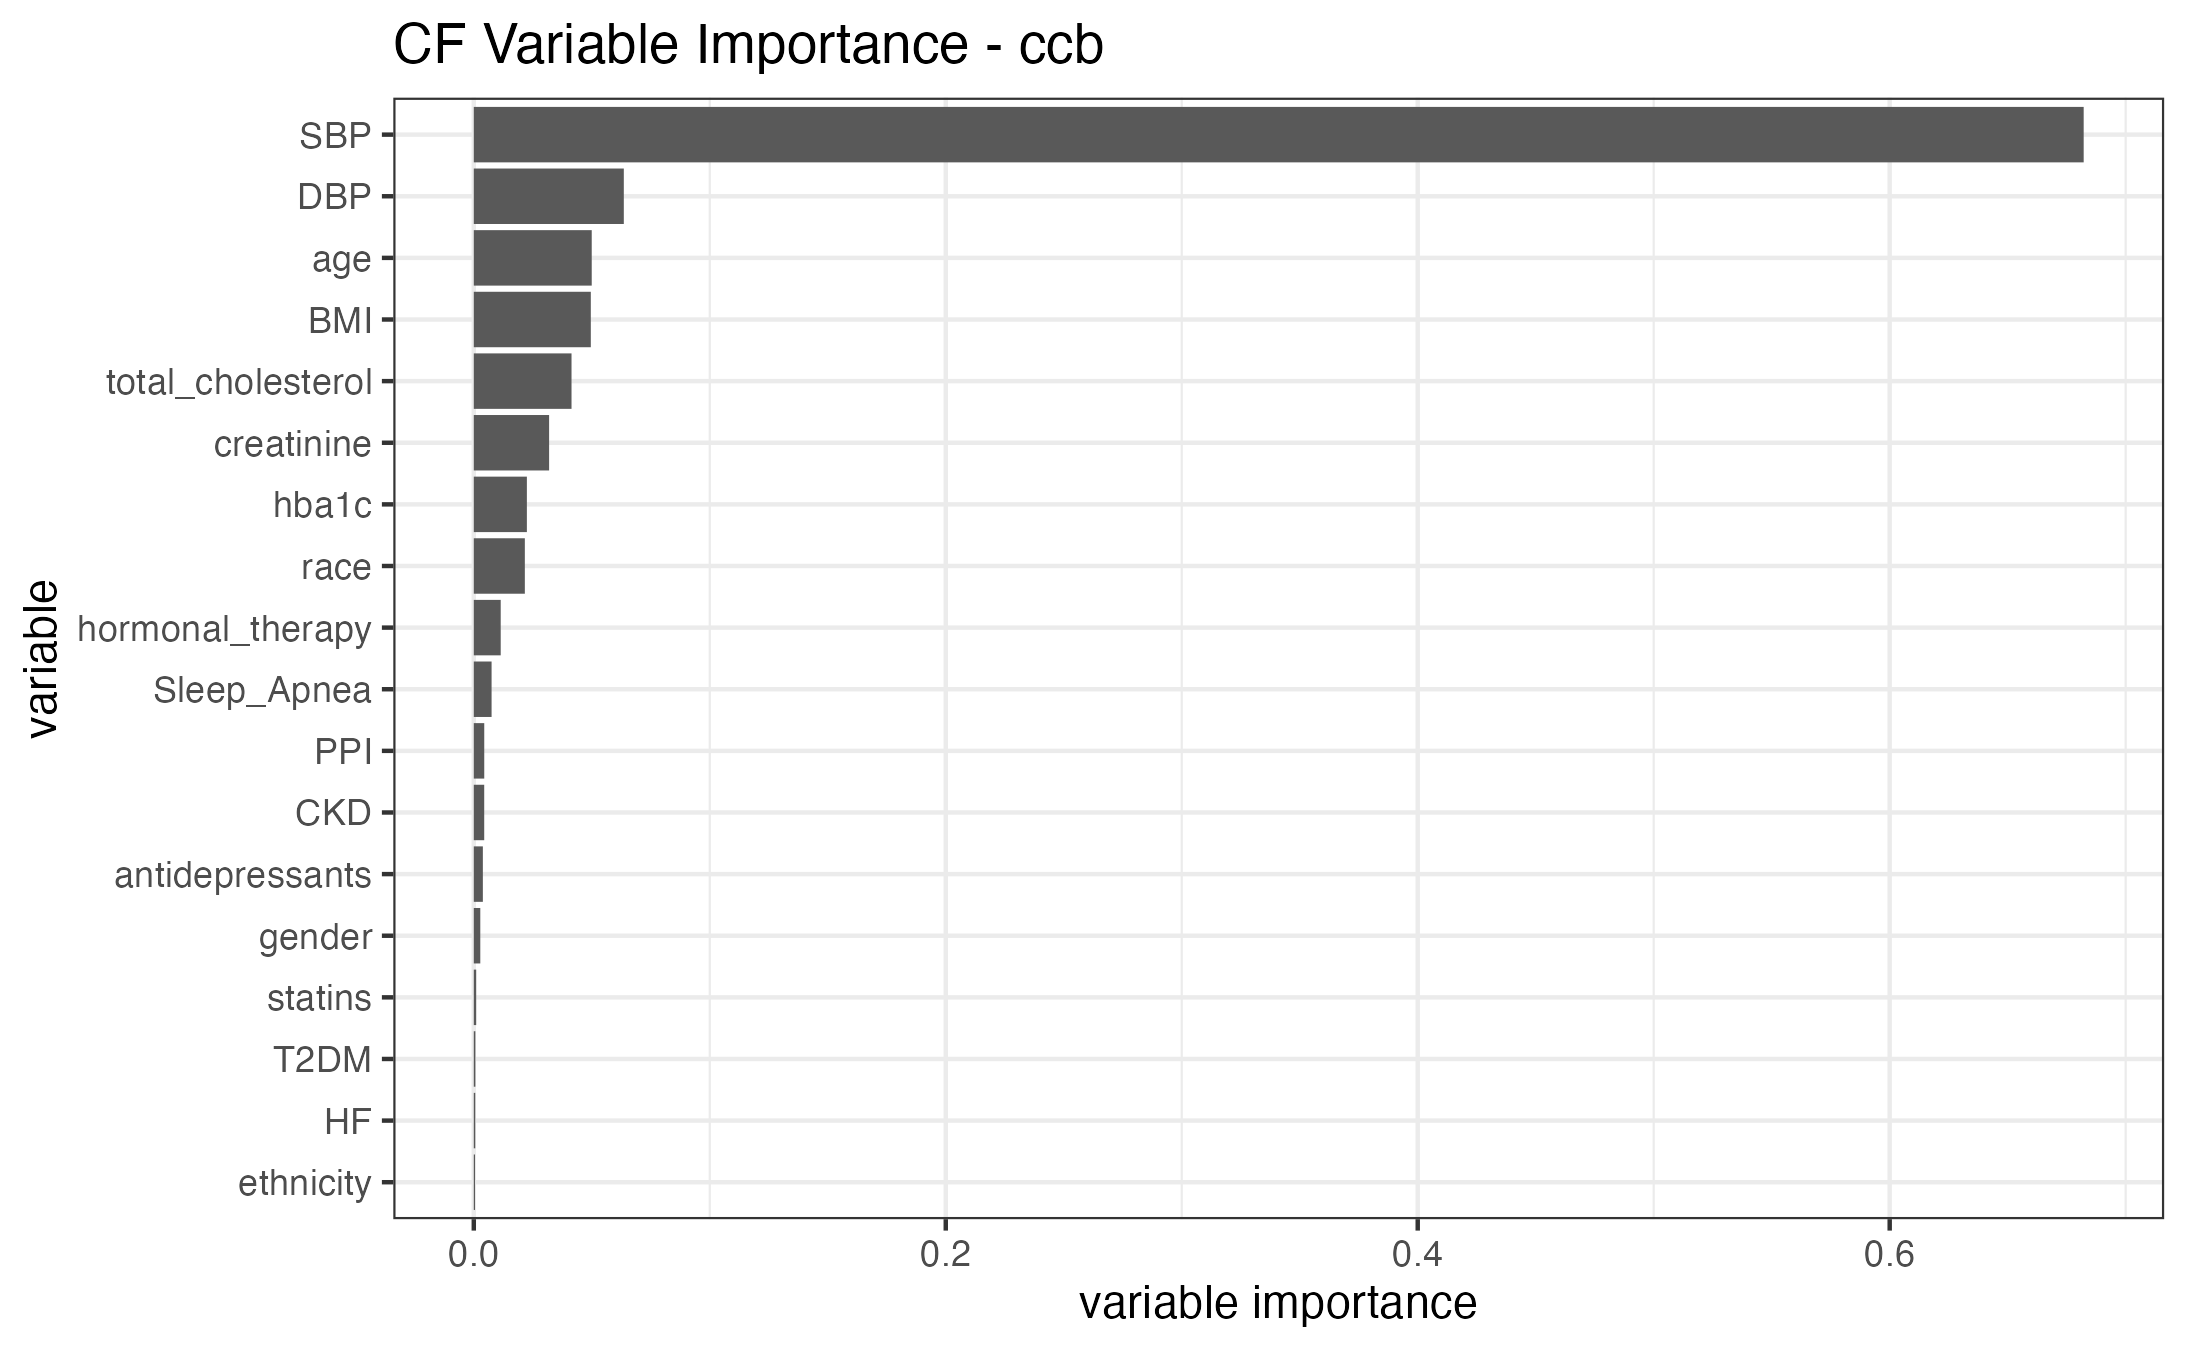 CF Variable Importance - ccb
SBP
DBP
age
BMI
total_cholesterol
creatinine
hba1c
race
hormonal_therapy
Sleep_Apnea
PPI
CKD
antidepressants
gender
statins
T2DM
HF
ethnicity
variable
0.0 0.2 0.4 0.6
variable importance